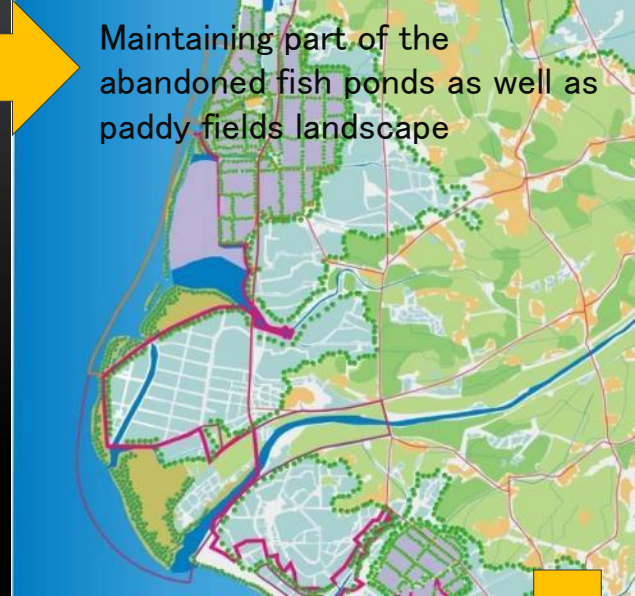 Maintaining part of the
abandoned fish ponds as well as
paddy fields landscape